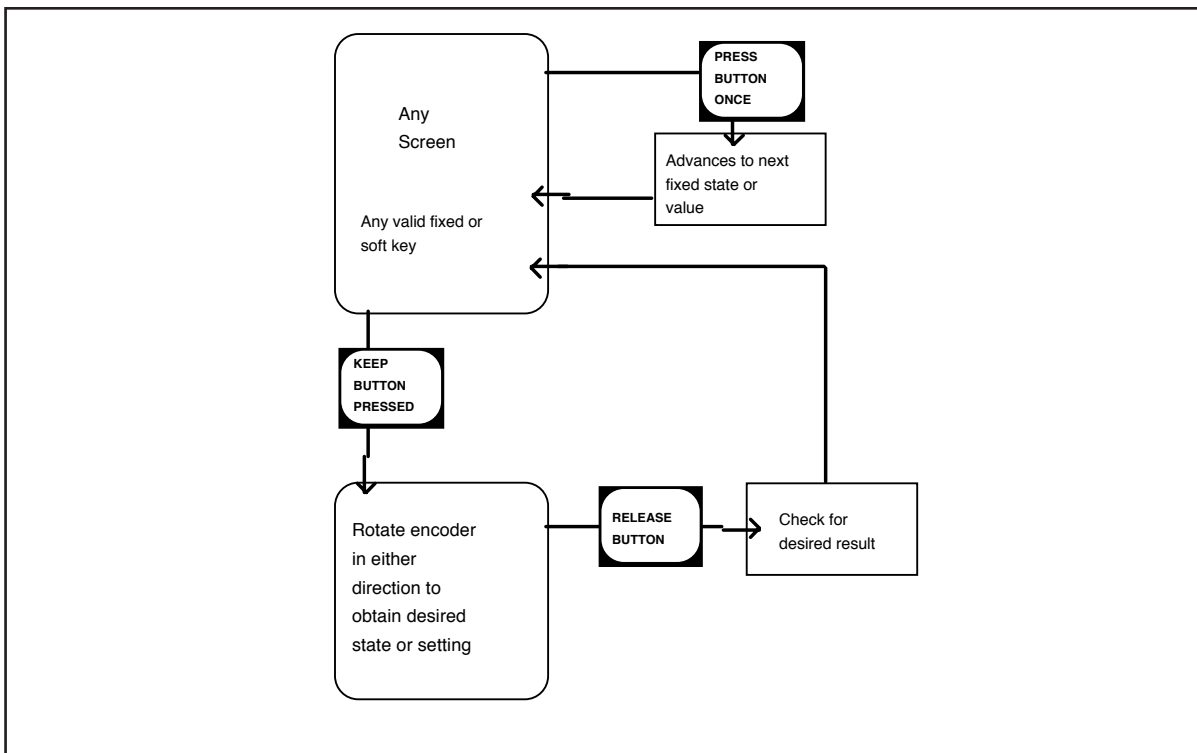 Any
Screen
Any valid fixed or
soft key
PRESS
BUTTON
ONCE
Advances to next
fixed state or
value
KEEP
BUTTON
PRESSED
Rotate encoder
in either
direction to
obtain desired
state or setting
RELEASE
BUTTON
Check for
desired result